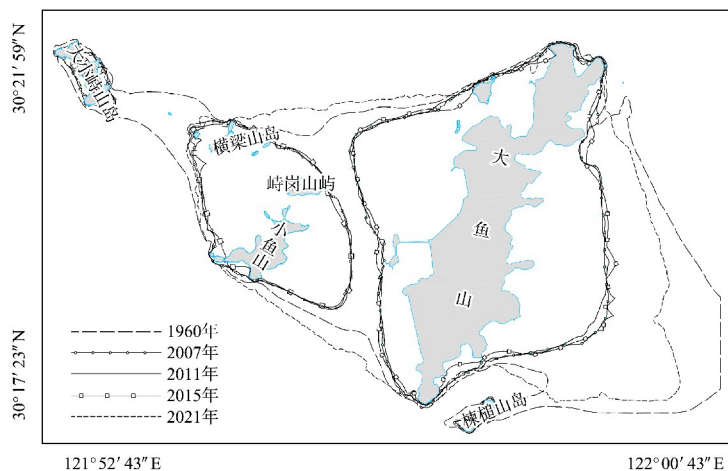 30°21′59″N
大小峙山岛
横梁山岛
峙岗山屿
小鱼山
大鱼山
楝槌山岛
1960年
2007年
2011年
2015年
2021年
30°17′23″N
121°52′43″E
122°00′43″E